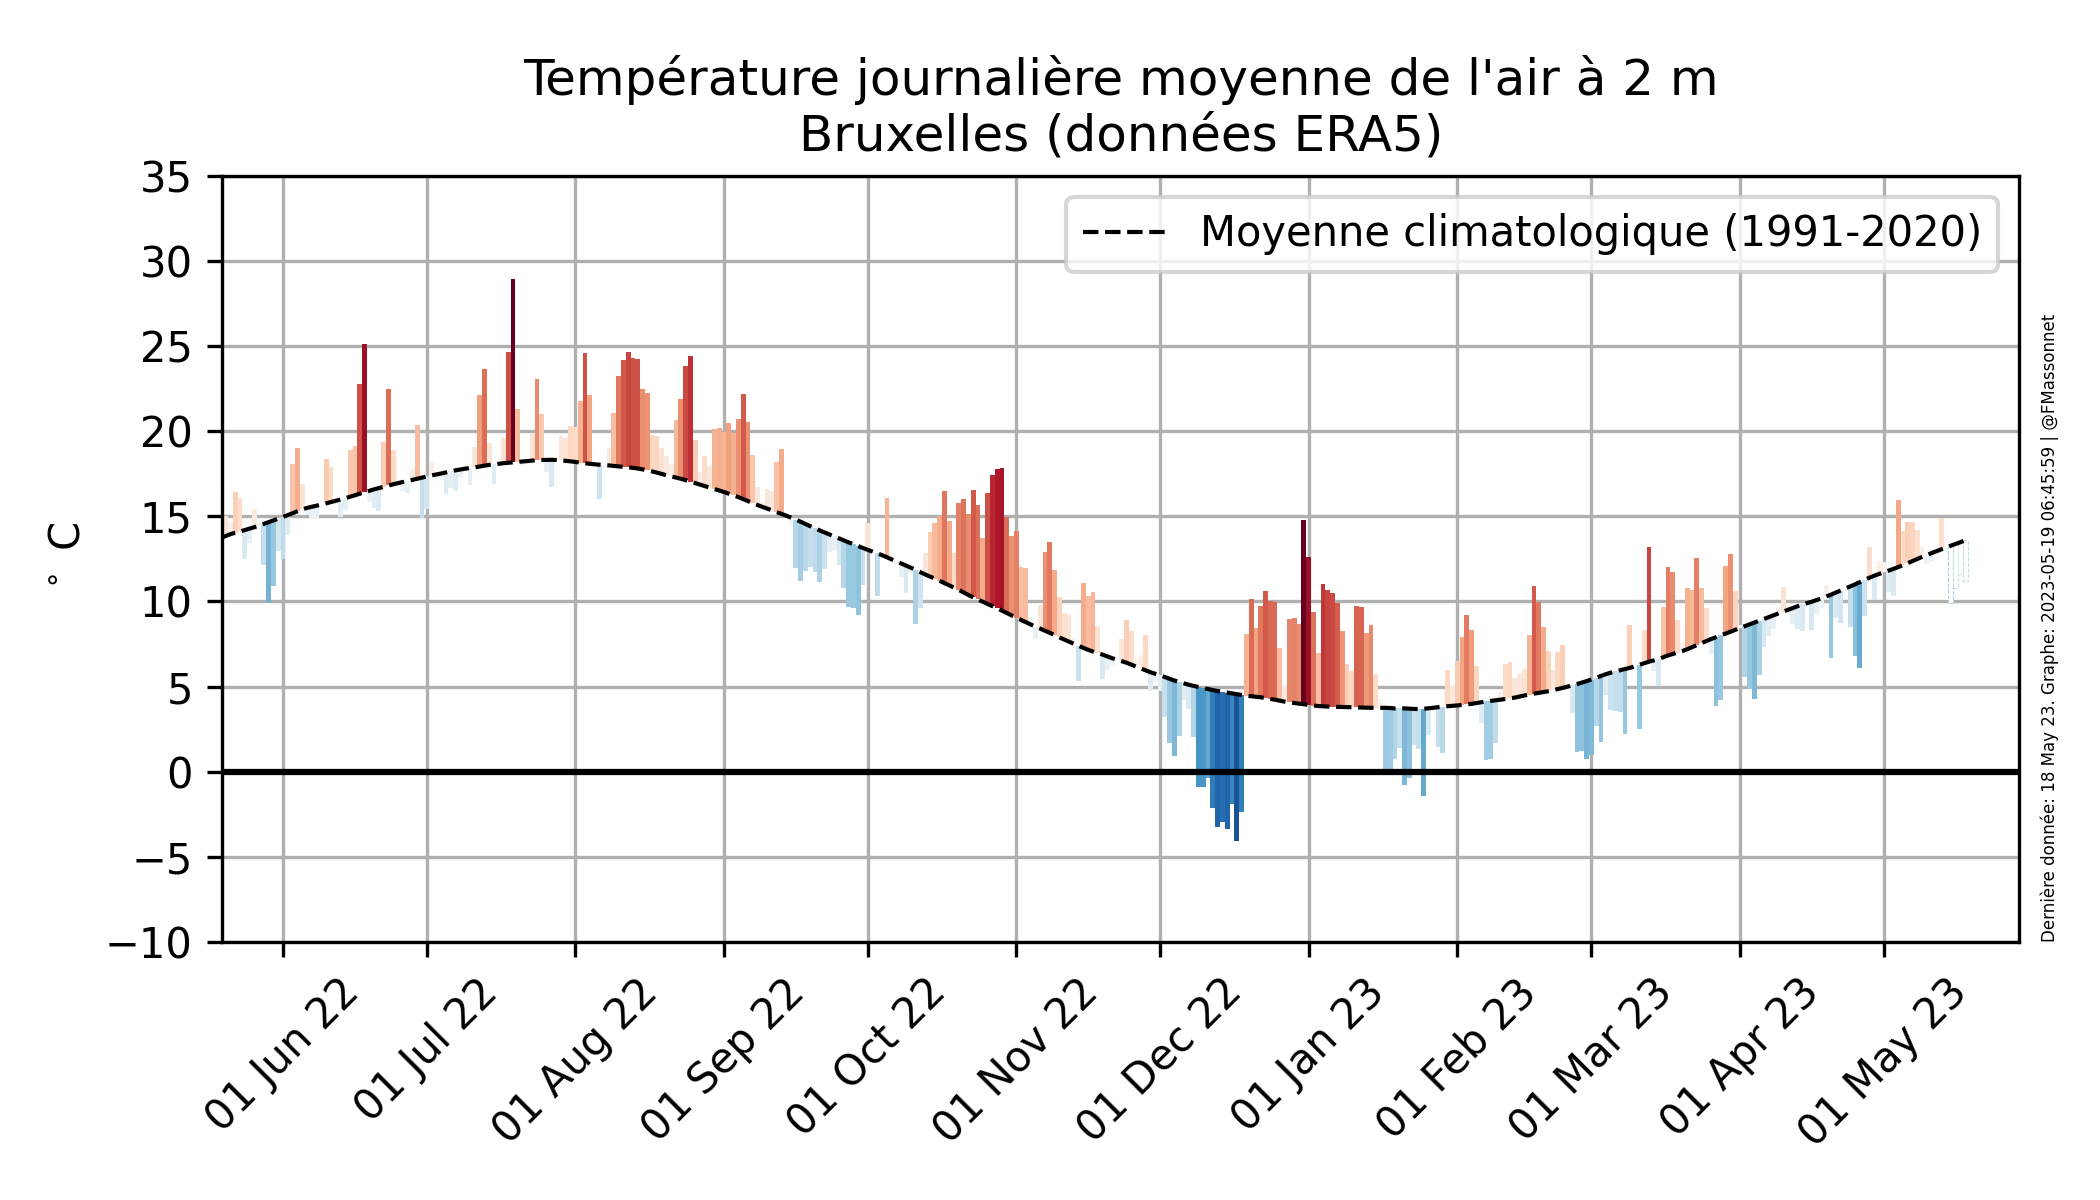 Température journalière moyenne de l'air à 2 m
Bruxelles (données ERA5)
Moyenne climatologique (1991-2020)
35
30
25
20
15
10
5
0
−5
−10
° C
01 Jun 22
01 Jul 22
01 Aug 22
01 Sep 22
01 Oct 22
01 Nov 22
01 Dec 22
01 Jan 23
01 Feb 23
01 Mar 23
01 Apr 23
01 May 23
Dernière donnée: 18 May 23. Graphe: 2023-05-19 06:45:59 | @FMassonnet